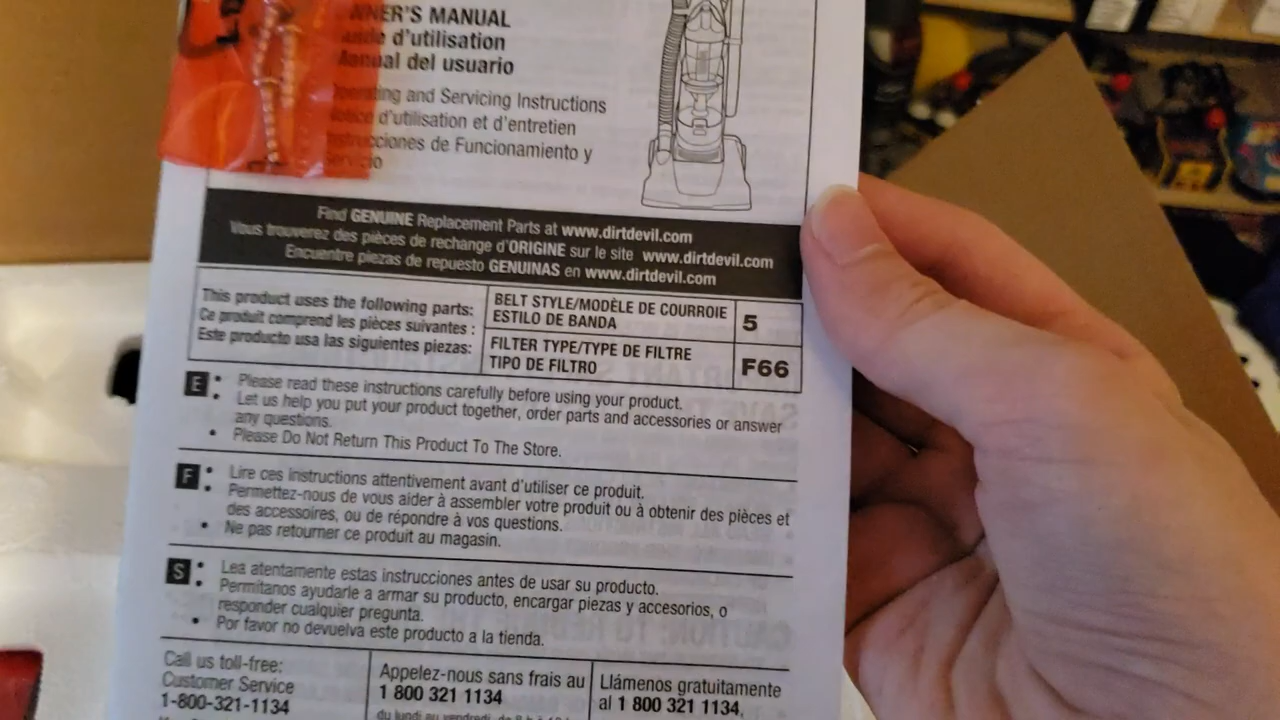 NER'S MANUAL
d'utilisation
Manual del usuario
Operating and Servicing Instructions
Notice d'utilisation et d'entretien
Instrucciones de Funcionamiento y
Servicio
Find GENUINE Replacement Parts at www.dirtdevil.com
Vous trouverez des pièces de rechange d'ORIGINE sur le site www.dirtdevil.com
Encuentre piezas de repuesto GENUINAS en www.dirtdevil.com
This product uses the following parts:
Ce produit comprend les pièces suivantes :
Este producto usa las siguientes piezas:
BELT STYLE/MODÈLE DE COURROIE
ESTILO DE BANDA
5
FILTER TYPE/TYPE DE FILTRE
TIPO DE FILTRO
F66
E
• Please read these instructions carefully before using your product.
• Let us help you put your product together, order parts and accessories or answer
any questions.
• Please Do Not Return This Product To The Store.
F
• Lire ces instructions attentivement avant d'utiliser ce produit.
• Permettez-nous de vous aider à assembler votre produit ou à obtenir des pièces et
des accessoires, ou de répondre à vos questions.
• Ne pas retourner ce produit au magasin.
S
• Lea atentamente estas instrucciones antes de usar su producto.
• Permítanos ayudarle a armar su producto, encargar piezas y accesorios, o
responder cualquier pregunta.
• Por favor no devuelva este producto a la tienda.
Call us toll-free:
Customer Service
1-800-321-1134
Appelez-nous sans frais au
1 800 321 1134
du lundi au vendredi, de 8 h à
Llámenos gratuitamente
al 1 800 321 1134,